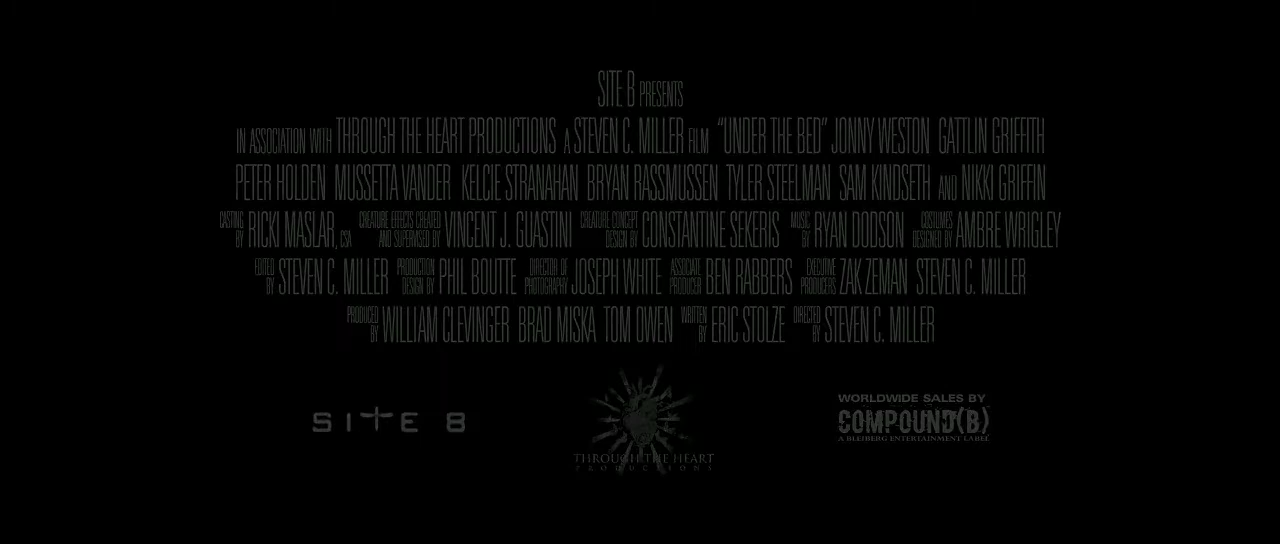 SITE B PRESENTS
IN ASSOCIATION WITH THROUGH THE HEART PRODUCTIONS A STEVEN C. MILLER FILM "UNDER THE BED" JONNY WESTON GATTLIN GRIFFITH
PETER HOLDEN MUSSETTA VANDER KELCIE STRANAHAN BRYAN RASSMUSSEN TYLER STEELMAN SAM KINDSETH AND NIKKI GRIFFIN
CASTING BY RICKI MASLAR, CSA CREATURE EFFECTS CREATED AND SUPERVISED BY VINCENT J. GUASTINI CREATURE CONCEPT DESIGN BY CONSTANTINE SEKERIS MUSIC BY RYAN DODSON COSTUMES DESIGNED BY AMBRE WRIGLEY
EDITED BY STEVEN C. MILLER PRODUCTION DESIGN BY PHIL BOUTTE DIRECTOR OF PHOTOGRAPHY JOSEPH WHITE ASSOCIATE PRODUCER BEN RABBERS EXECUTIVE PRODUCERS ZAK ZEMAN STEVEN C. MILLER
PRODUCED BY WILLIAM CLEVINGER BRAD MISKA TOM OWEN WRITTEN BY ERIC STOLZE DIRECTED BY STEVEN C. MILLER
SITE B
THROUGH THE HEART
PRODUCTIONS
WORLDWIDE SALES BY
COMPOUND(B)
A BLEIBERG ENTERTAINMENT LABEL